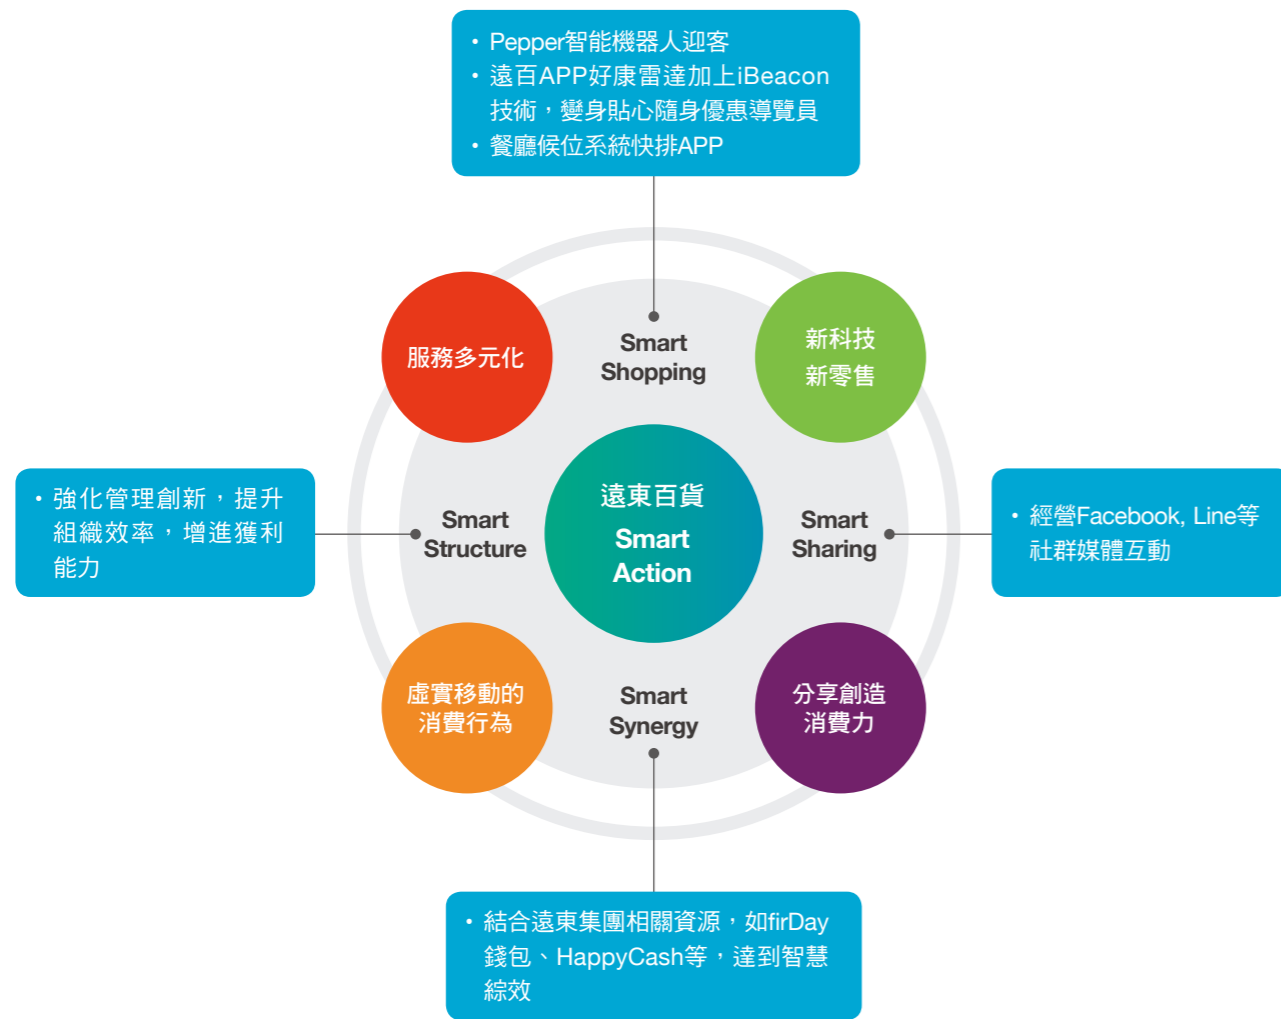 • Pepper智能機器人迎客
• 遠百APP好康雷達加上iBeacon
技術，變身貼心隨身優惠導覽員
• 餐廳候位系統快排APP
服務多元化
Smart
Shopping
新科技
新零售
• 強化管理創新，提升
組織效率，增進獲利
能力
Smart
Structure
遠東百貨
Smart
Action
Smart
Sharing
• 經營Facebook, Line等
社群媒體互動
虛實移動的
消費行為
Smart
Synergy
分享創造
消費力
• 結合遠東集團相關資源，如firDay
錢包、HappyCash等，達到智慧
綜效